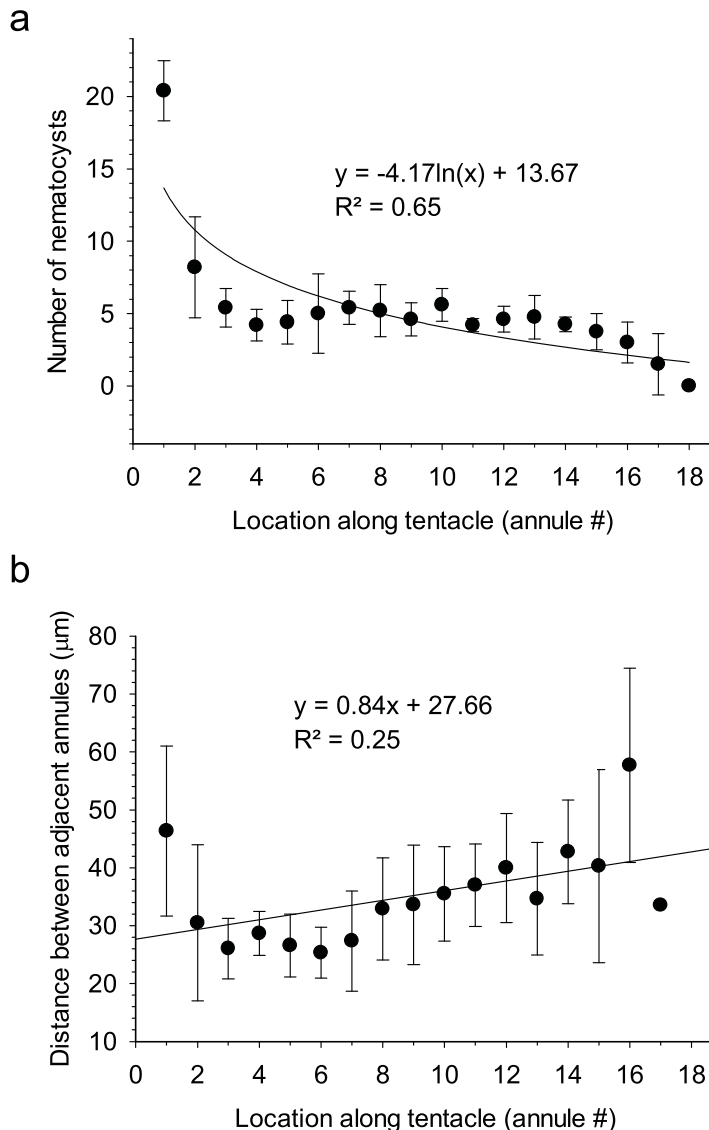 a
20
15
10
5
0
Number of nematocysts
y = -4.17ln(x) + 13.67
R² = 0.65
0 2 4 6 8 10 12 14 16 18
Location along tentacle (annule #)
b
80
70
60
50
40
30
20
10
Distance between adjacent annules (μm)
y = 0.84x + 27.66
R² = 0.25
0 2 4 6 8 10 12 14 16 18
Location along tentacle (annule #)